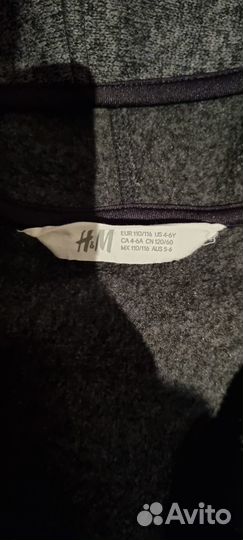 H&M
EUR 110/116 US 4-6Y
CA 4-6A CN 120/60
MX 110/116 AUS 5-6
Avito